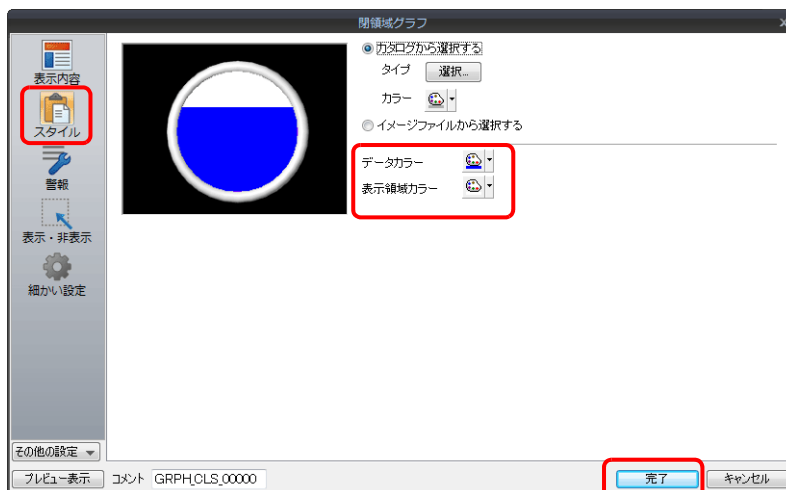 閉領域グラフ
表示内容
スタイル
警報
表示・非表示
細かい設定
その他の設定
カタログから選択する
タイプ 選択...
カラー
イメージファイルから選択する
データカラー
表示領域カラー
プレビュー表示 コメント GRPH_CLS_00000 完了 キャンセル